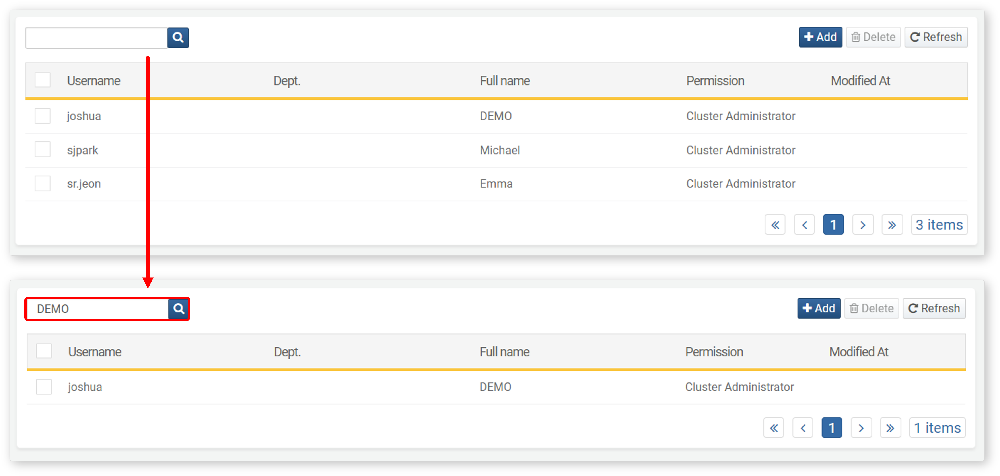 Add Delete Refresh
Username Dept. Full name Permission Modified At
joshua DEMO Cluster Administrator
sjpark Michael Cluster Administrator
sr.jeon Emma Cluster Administrator
« ‹ 1 › » 3 items
DEMO Add Delete Refresh
Username Dept. Full name Permission Modified At
joshua DEMO Cluster Administrator
« ‹ 1 › » 1 items